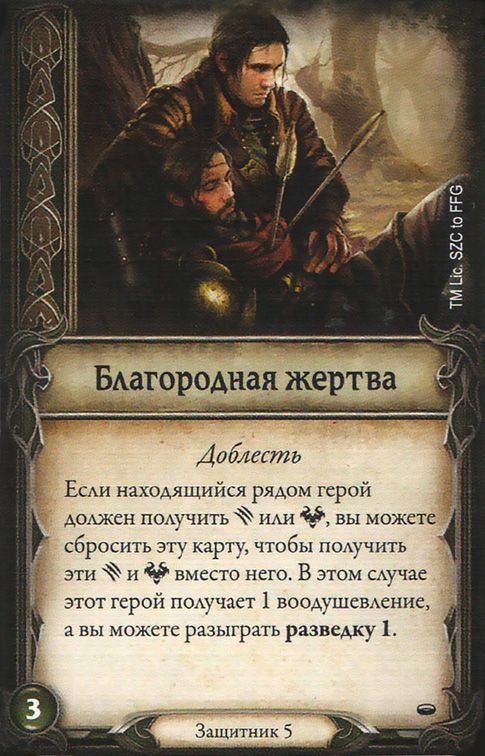 TM Lic. SZC to FFG
Благородная жертва
Доблесть
Если находящийся рядом герой
должен получить или , вы можете
сбросить эту карту, чтобы получить
эти и вместо него. В этом случае
этот герой получает 1 воодушевление,
а вы можете разыграть разведку 1.
3
Защитник 5